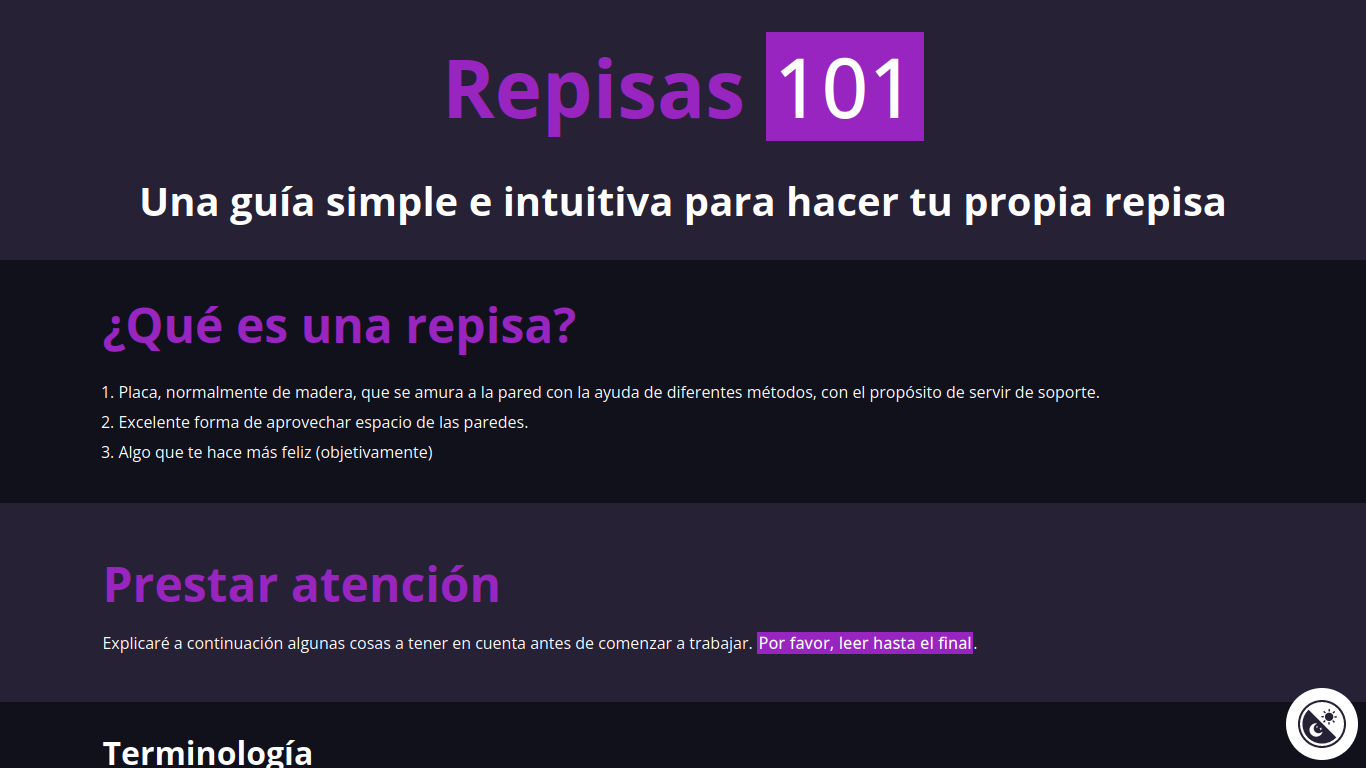 Repisas 101
Una guía simple e intuitiva para hacer tu propia repisa
¿Qué es una repisa?
1. Placa, normalmente de madera, que se amura a la pared con la ayuda de diferentes métodos, con el propósito de servir de soporte.
2. Excelente forma de aprovechar espacio de las paredes.
3. Algo que te hace más feliz (objetivamente)
Prestar atención
Explicaré a continuación algunas cosas a tener en cuenta antes de comenzar a trabajar. Por favor, leer hasta el final.
Terminología